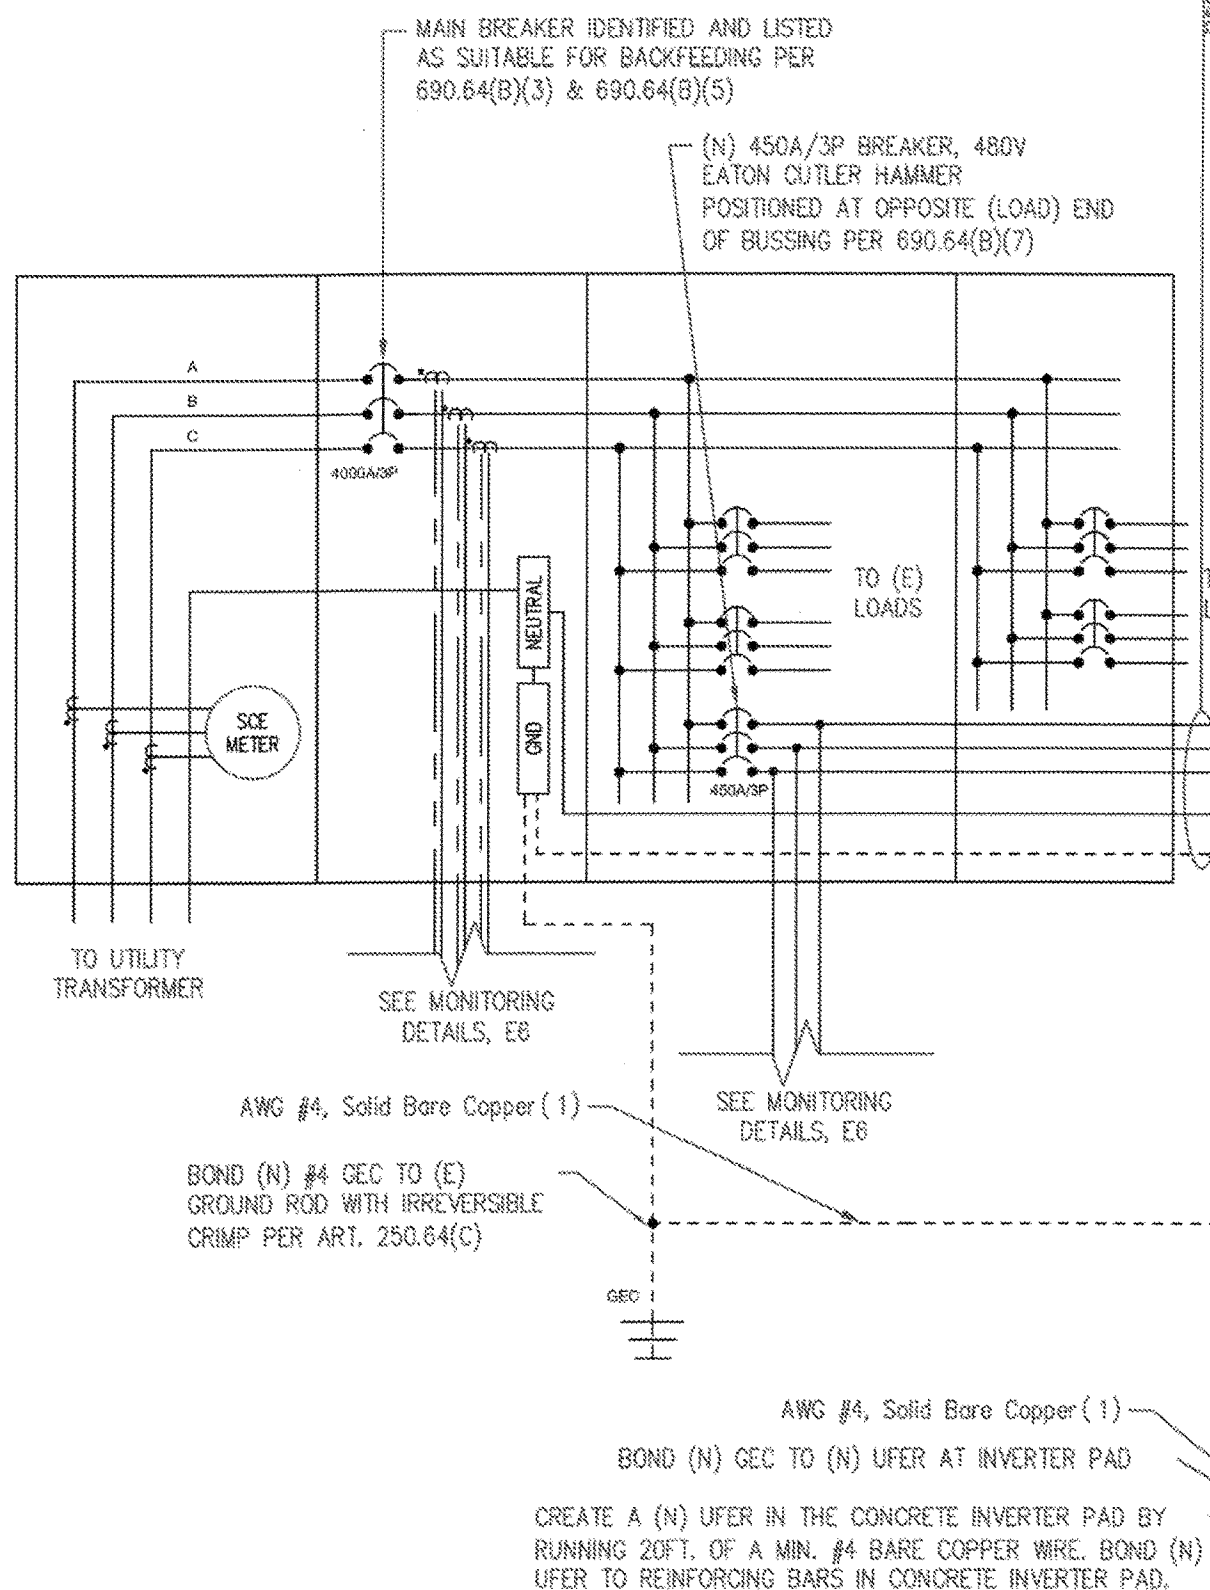 MAIN BREAKER IDENTIFIED AND LISTED
AS SUITABLE FOR BACKFEEDING PER
690.64(B)(3) & 690.64(B)(5)
(N) 450A/3P BREAKER, 480V
EATON CUTLER HAMMER
POSITIONED AT OPPOSITE (LOAD) END
OF BUSSING PER 690.64(B)(7)
A
B
C
4000A/3P
NEUTRAL
GND
TO (E)
LOADS
SCE
METER
450A/3P
TO UTILITY
TRANSFORMER
SEE MONITORING
DETAILS, E6
SEE MONITORING
DETAILS, E6
AWG #4, Solid Bare Copper(1)
BOND (N) #4 GEC TO (E)
GROUND ROD WITH IRREVERSIBLE
CRIMP PER ART. 250.64(C)
GEC
AWG #4, Solid Bare Copper(1)
BOND (N) GEC TO (N) UFER AT INVERTER PAD
CREATE A (N) UFER IN THE CONCRETE INVERTER PAD BY
RUNNING 20FT. OF A MIN. #4 BARE COPPER WIRE. BOND (N)
UFER TO REINFORCING BARS IN CONCRETE INVERTER PAD.